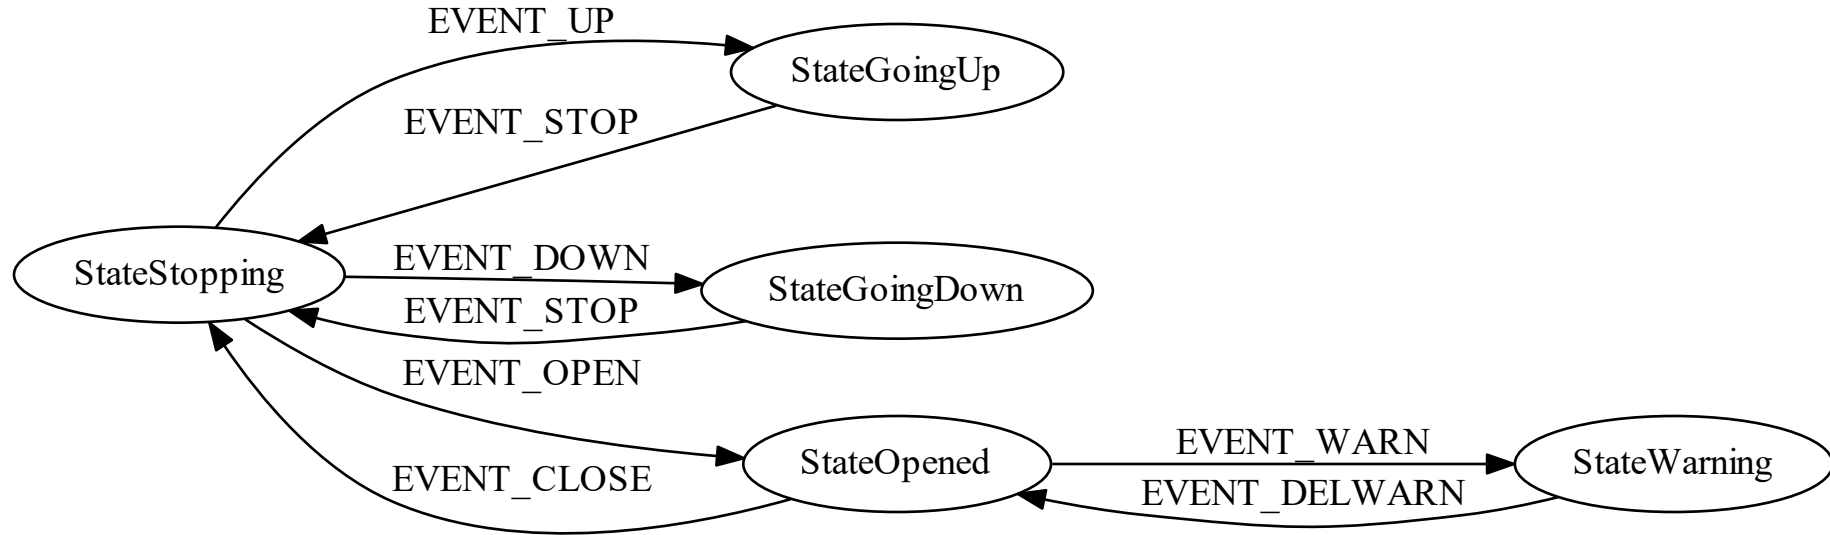 EVENT_UP
StateGoingUp
EVENT_STOP
StateStopping
EVENT_DOWN
StateGoingDown
EVENT_STOP
EVENT_OPEN
StateOpened
EVENT_CLOSE
EVENT_WARN
StateWarning
EVENT_DELWARN